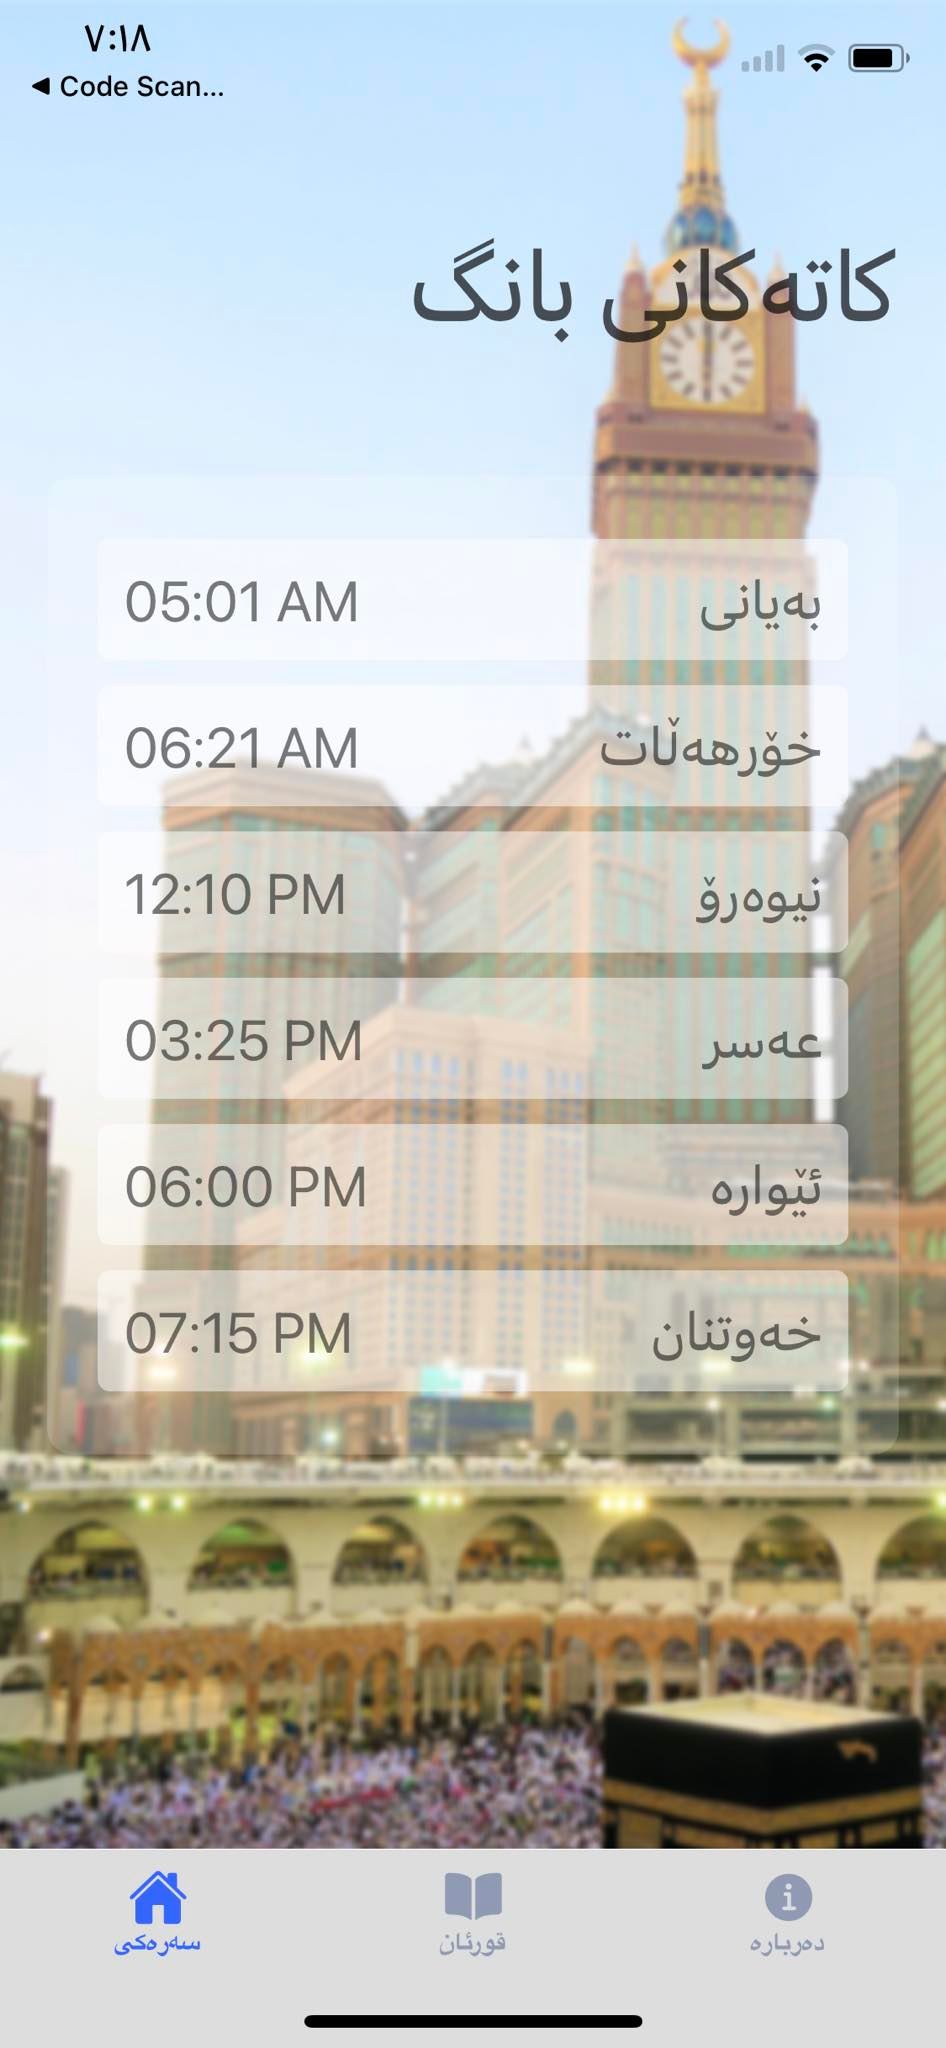 ٧:١٨
◀ Code Scan...
کاتەکانی بانگ
بەیانی 05:01 AM
خۆرهەڵات 06:21 AM
نیوەرۆ 12:10 PM
عەسر 03:25 PM
ئێوارە 06:00 PM
خەوتنان 07:15 PM
دەربارە قورئان سەرەکی